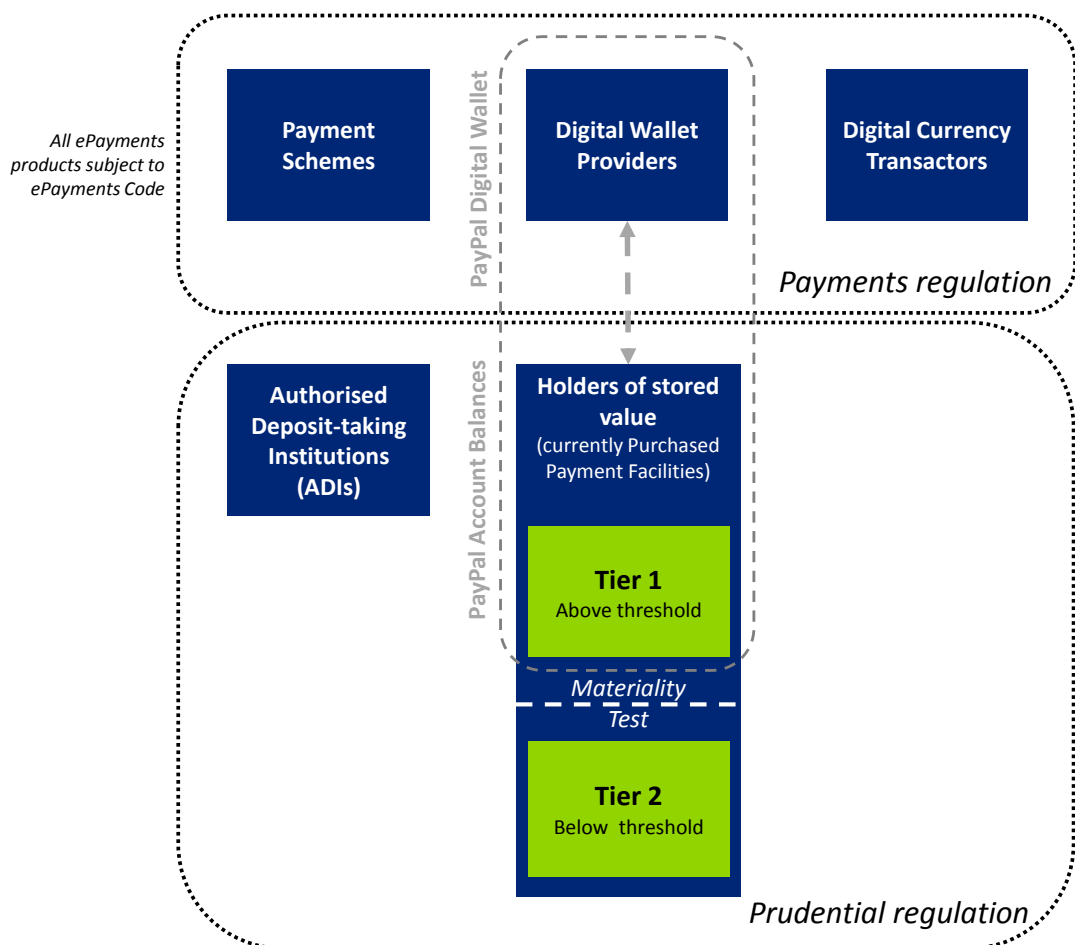 All ePayments
products subject to
ePayments Code
Payment
Schemes
PayPal Digital Wallet
Digital Wallet
Providers
Digital Currency
Transactors
Payments regulation
Authorised
Deposit-taking
Institutions
(ADIs)
PayPal Account Balances
Holders of stored
value
(currently Purchased
Payment Facilities)
Tier 1
Above threshold
Materiality
Test
Tier 2
Below threshold
Prudential regulation